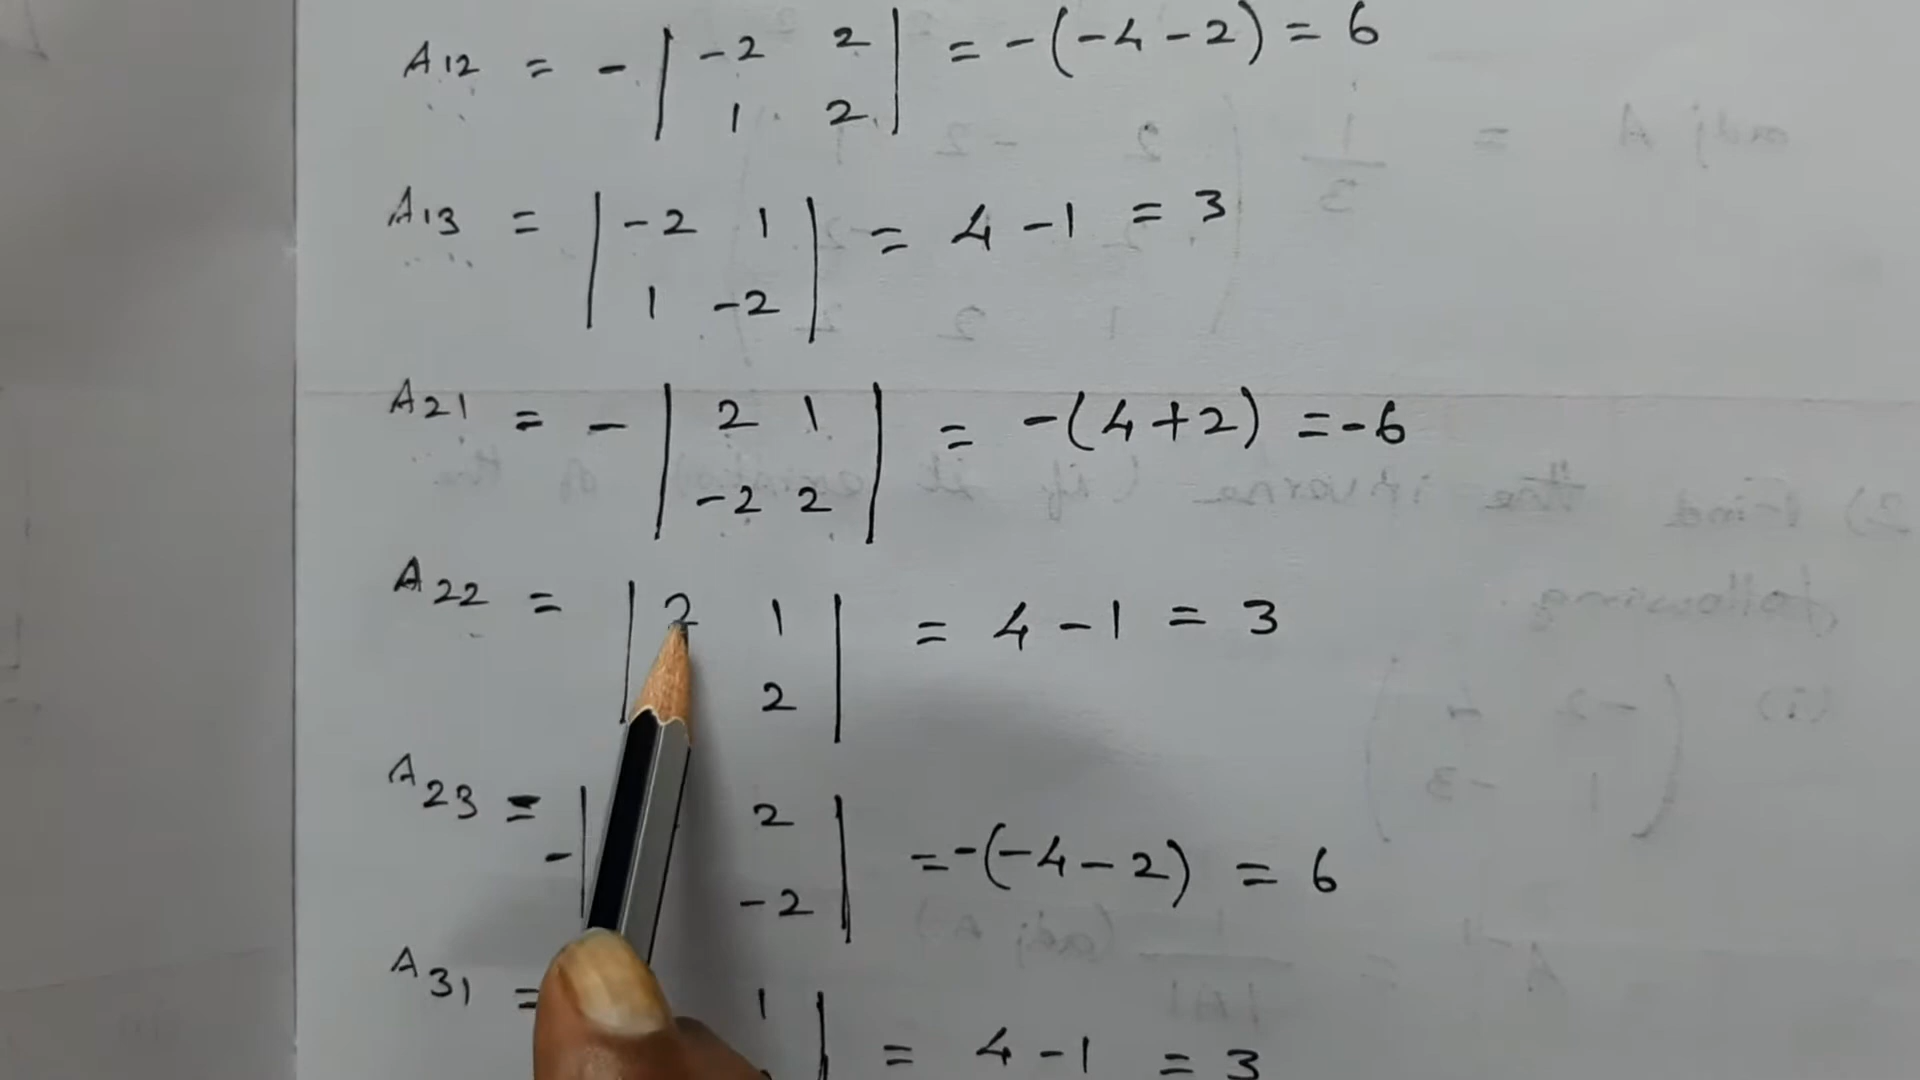 A12 = - | -2 2 | = -(-4-2) = 6
1 2
A13 = | -2 1 | = 4-1 = 3
1 -2
A21 = - | 2 1 | = -(4+2) = -6
-2 2
A22 = | 2 1 | = 4-1 = 3
2
A23 = - | 2 | = -(-4-2) = 6
-2
A31 = 1 | = 4-1 = 3